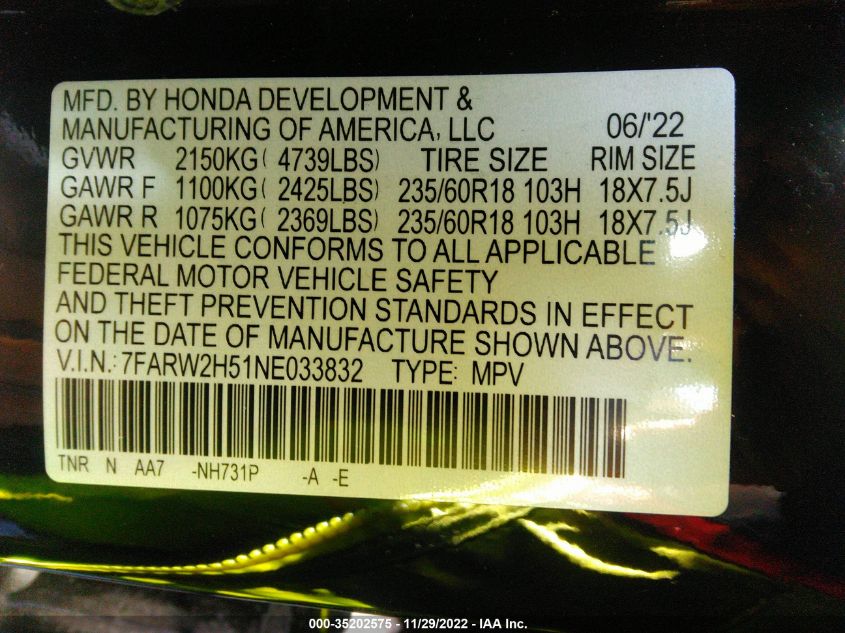 MFD. BY HONDA DEVELOPMENT &
MANUFACTURING OF AMERICA, LLC 06/'22
GVWR 2150KG( 4739LBS) TIRE SIZE RIM SIZE
GAWR F 1100KG( 2425LBS) 235/60R18 103H 18X7.5J
GAWR R 1075KG( 2369LBS) 235/60R18 103H 18X7.5J
THIS VEHICLE CONFORMS TO ALL APPLICABLE
FEDERAL MOTOR VEHICLE SAFETY
AND THEFT PREVENTION STANDARDS IN EFFECT
ON THE DATE OF MANUFACTURE SHOWN ABOVE.
V.I.N.: 7FARW2H51NE033832 TYPE: MPV
TNR N AA7 -NH731P -A -E
000-35202575 - 11/29/2022 - IAA Inc.